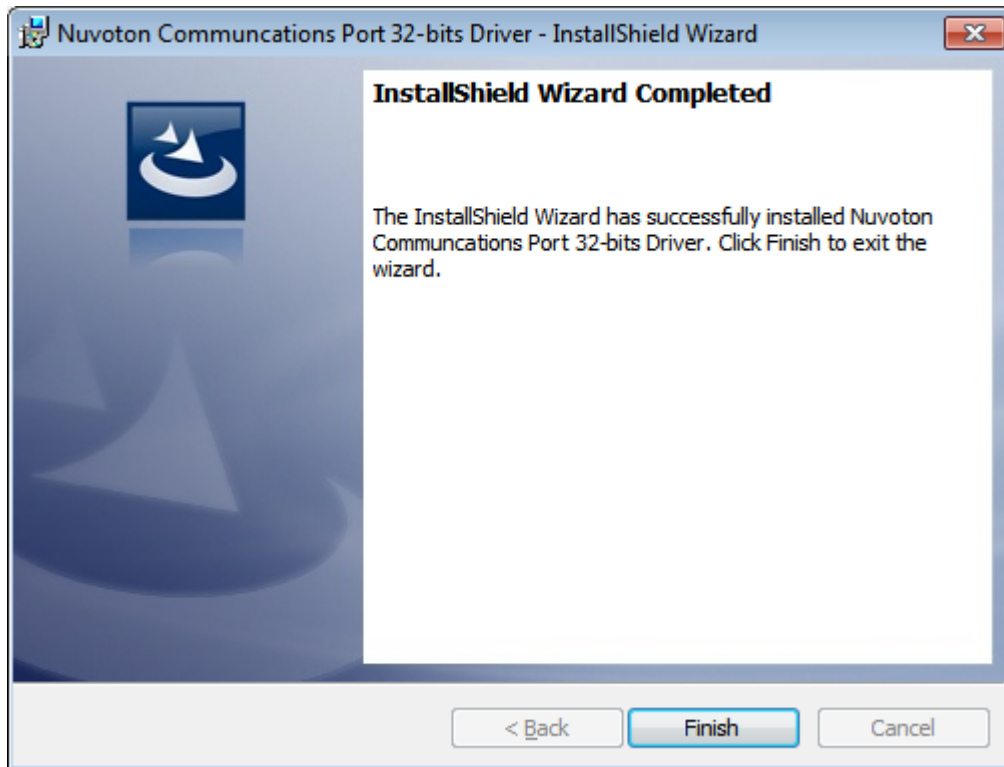 Nuvoton Communcations Port 32-bits Driver - InstallShield Wizard
InstallShield Wizard Completed
The InstallShield Wizard has successfully installed Nuvoton
Communcations Port 32-bits Driver. Click Finish to exit the
wizard.
< Back
Finish
Cancel